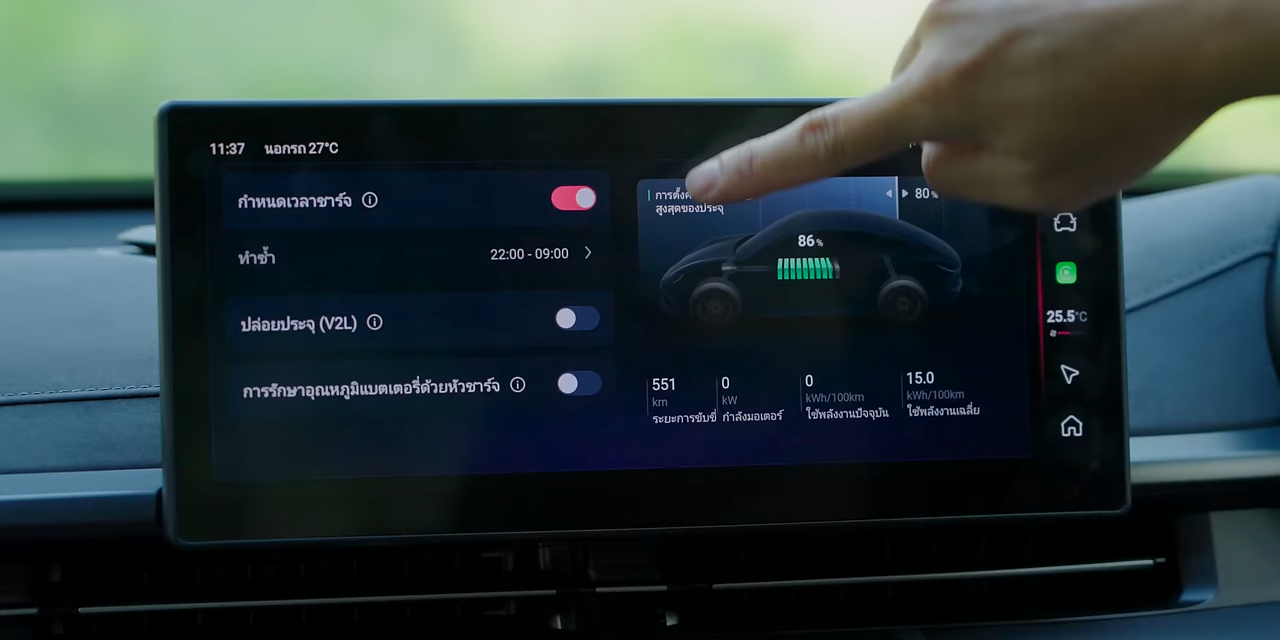 11:37 นอกรถ 27°C
กำหนดเวลาชาร์จ
ทำซ้ำ 22:00 - 09:00
ปล่อยประจุ (V2L)
การรักษาอุณหภูมิแบตเตอรี่ด้วยหัวชาร์จ
สูงสุดของประจุ
80%
86%
551
km
ระยะการขับขี่
0
kW
กำลังมอเตอร์
0
kWh/100km
ใช้พลังงานปัจจุบัน
15.0
kWh/100km
ใช้พลังงานเฉลี่ย
25.5°C